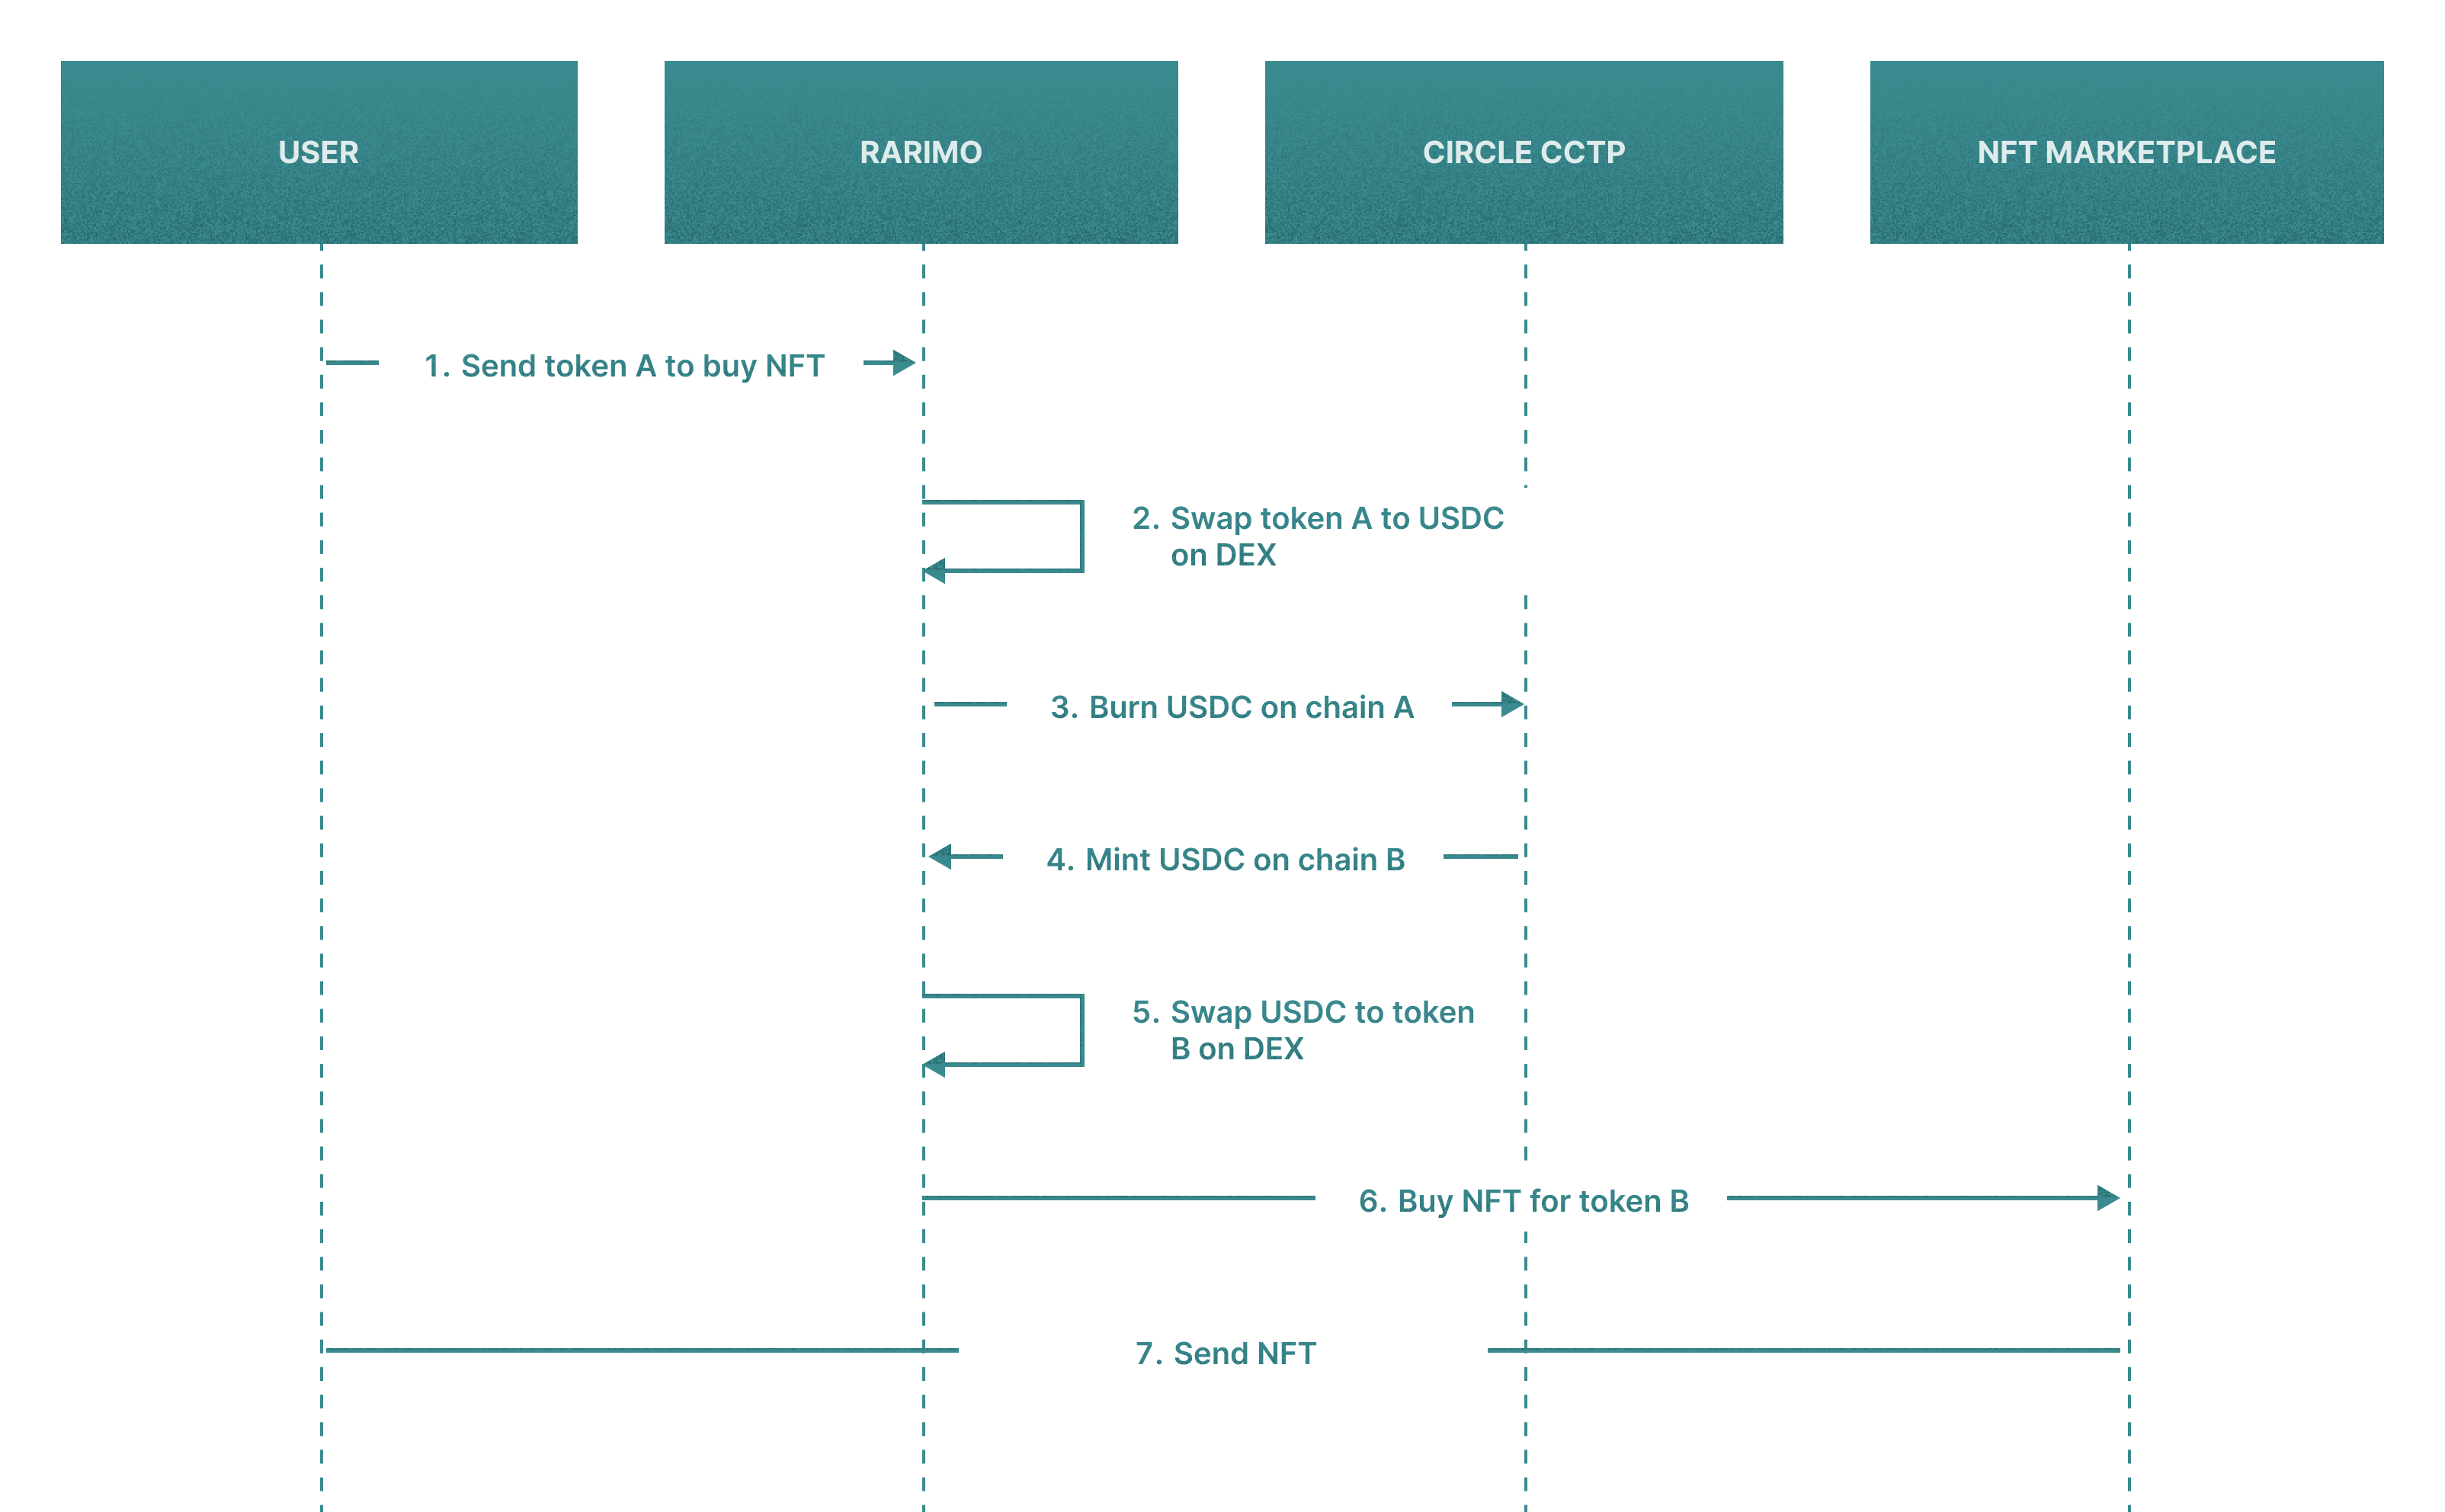 USER
RARIMO
CIRCLE CCTP
NFT MARKETPLACE
1. Send token A to buy NFT
2. Swap token A to USDC
on DEX
3. Burn USDC on chain A
4. Mint USDC on chain B
5. Swap USDC to token
B on DEX
6. Buy NFT for token B
7. Send NFT